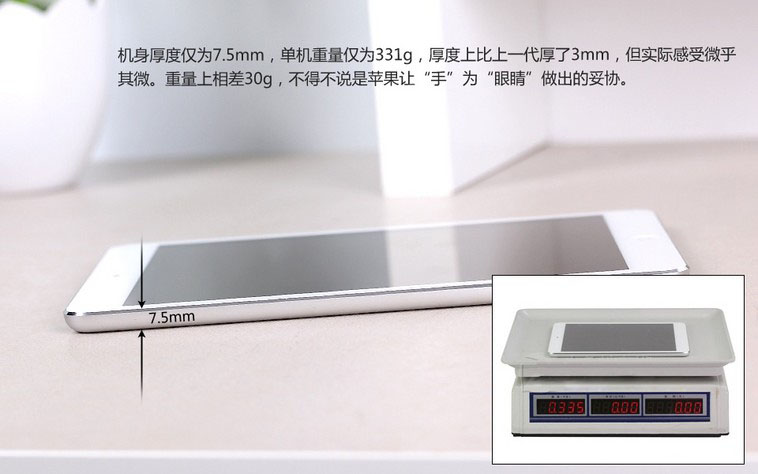 机身厚度仅为7.5mm，单机重量仅为331g，厚度上比上一代厚了3mm，但实际感受微乎
其微。重量上相差30g，不得不说是苹果让“手”为“眼睛”做出的妥协。
7.5mm
0.335 0.00 0.00